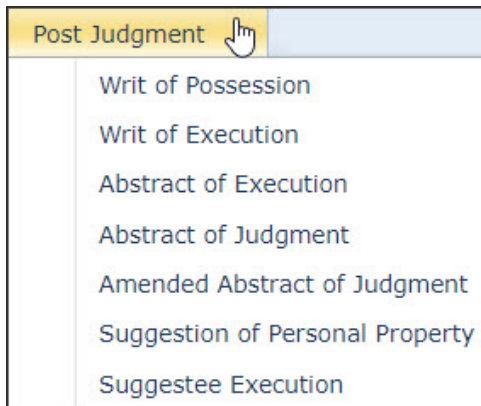 Post Judgment
Writ of Possession
Writ of Execution
Abstract of Execution
Abstract of Judgment
Amended Abstract of Judgment
Suggestion of Personal Property
Suggestee Execution